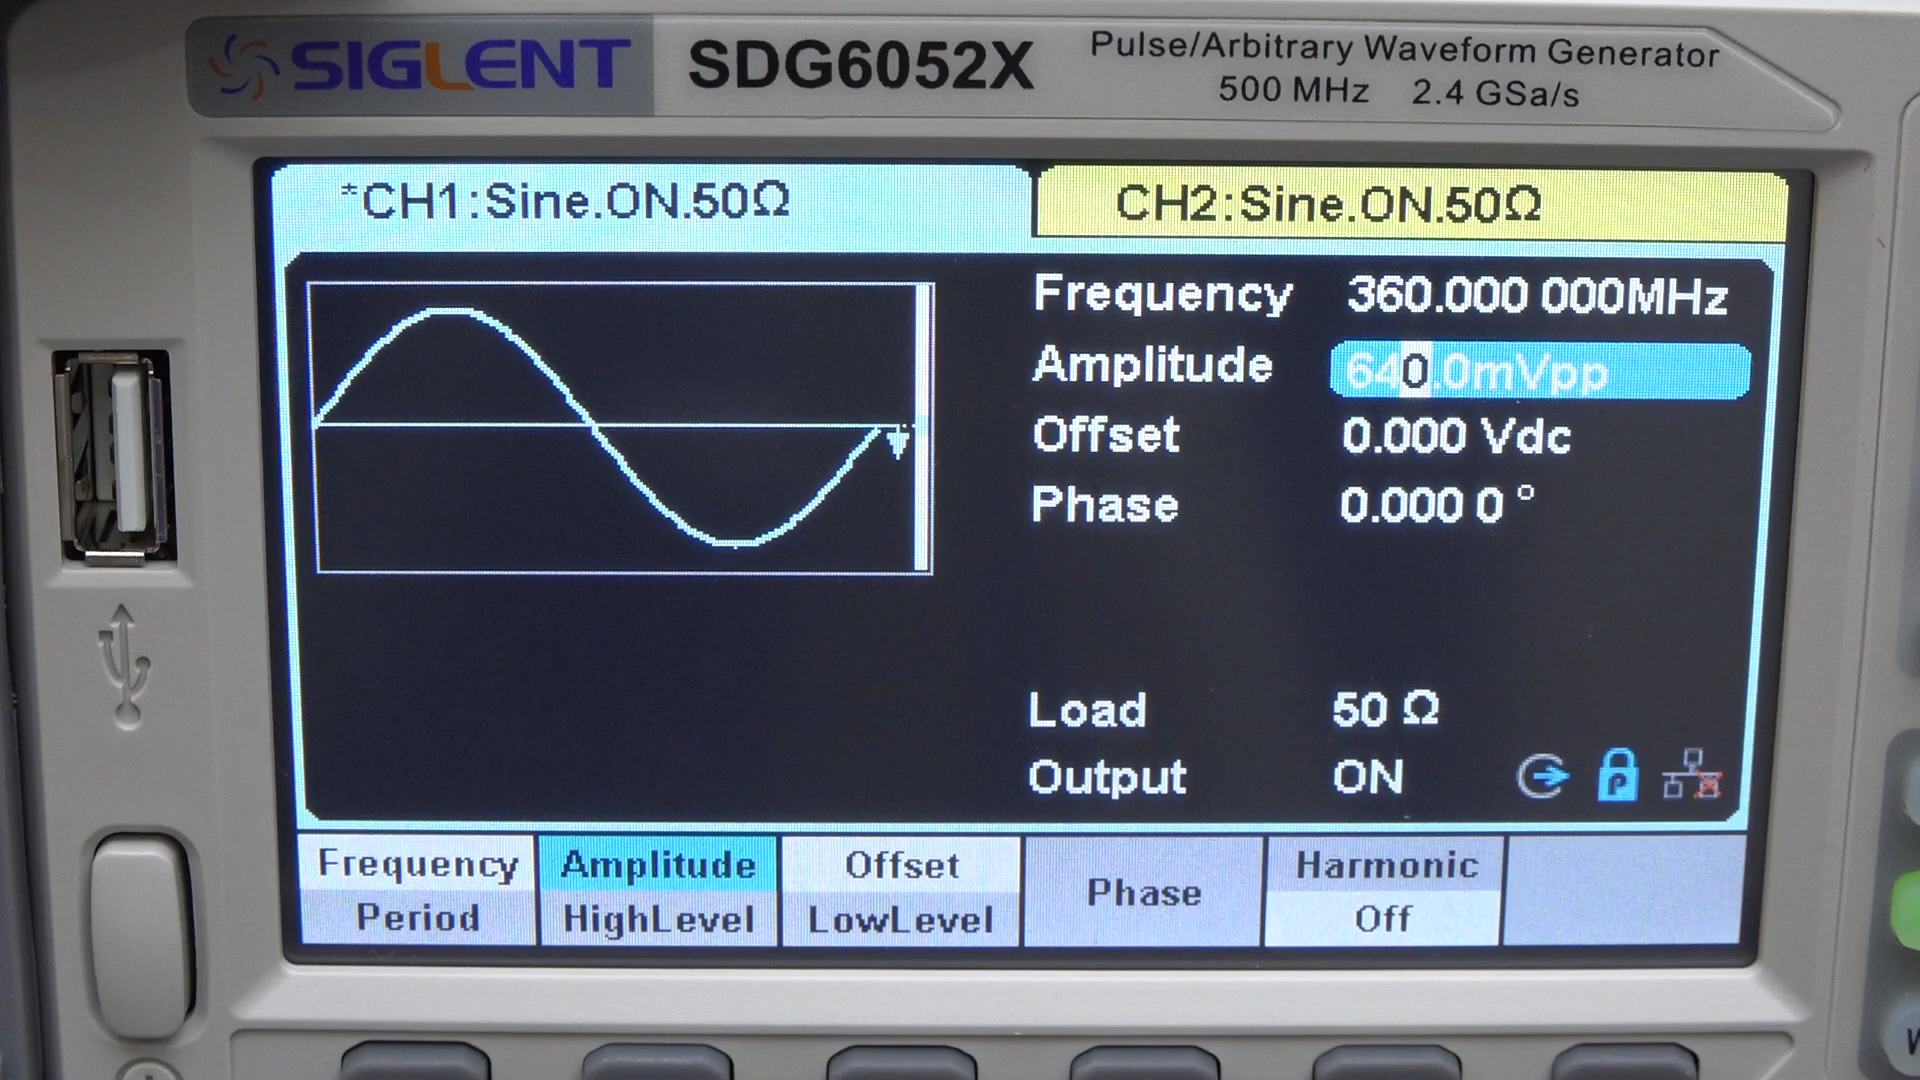 SIGLENT SDG6052X Pulse/Arbitrary Waveform Generator
500 MHz 2.4 GSa/s
*CH1:Sine.ON.50Ω CH2:Sine.ON.50Ω
Frequency 360.000 000MHz
Amplitude 640.0mVpp
Offset 0.000 Vdc
Phase 0.000 0 °
Load 50 Ω
Output ON
P
Frequency Amplitude Offset Phase Harmonic
Period HighLevel LowLevel Off